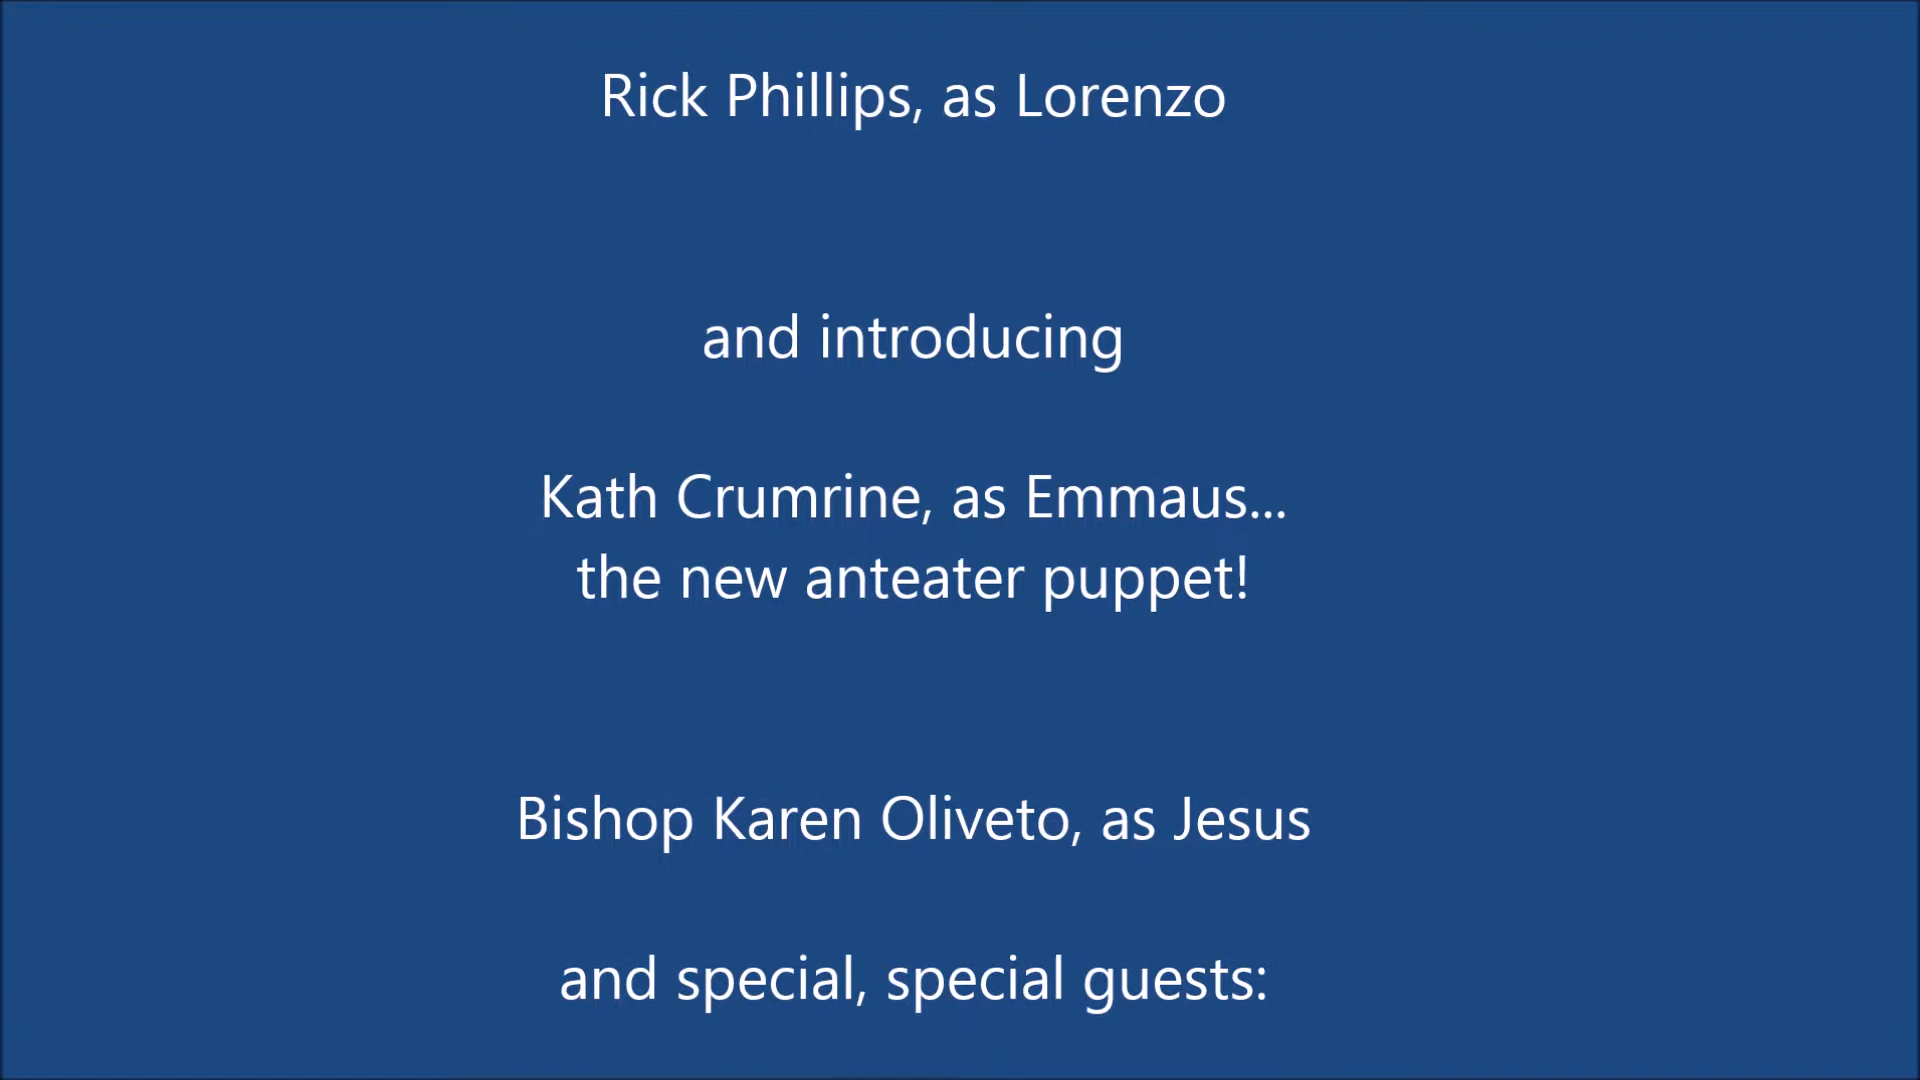 Rick Phillips, as Lorenzo
and introducing
Kath Crumrine, as Emmaus...
the new anteater puppet!
Bishop Karen Oliveto, as Jesus
and special, special guests: